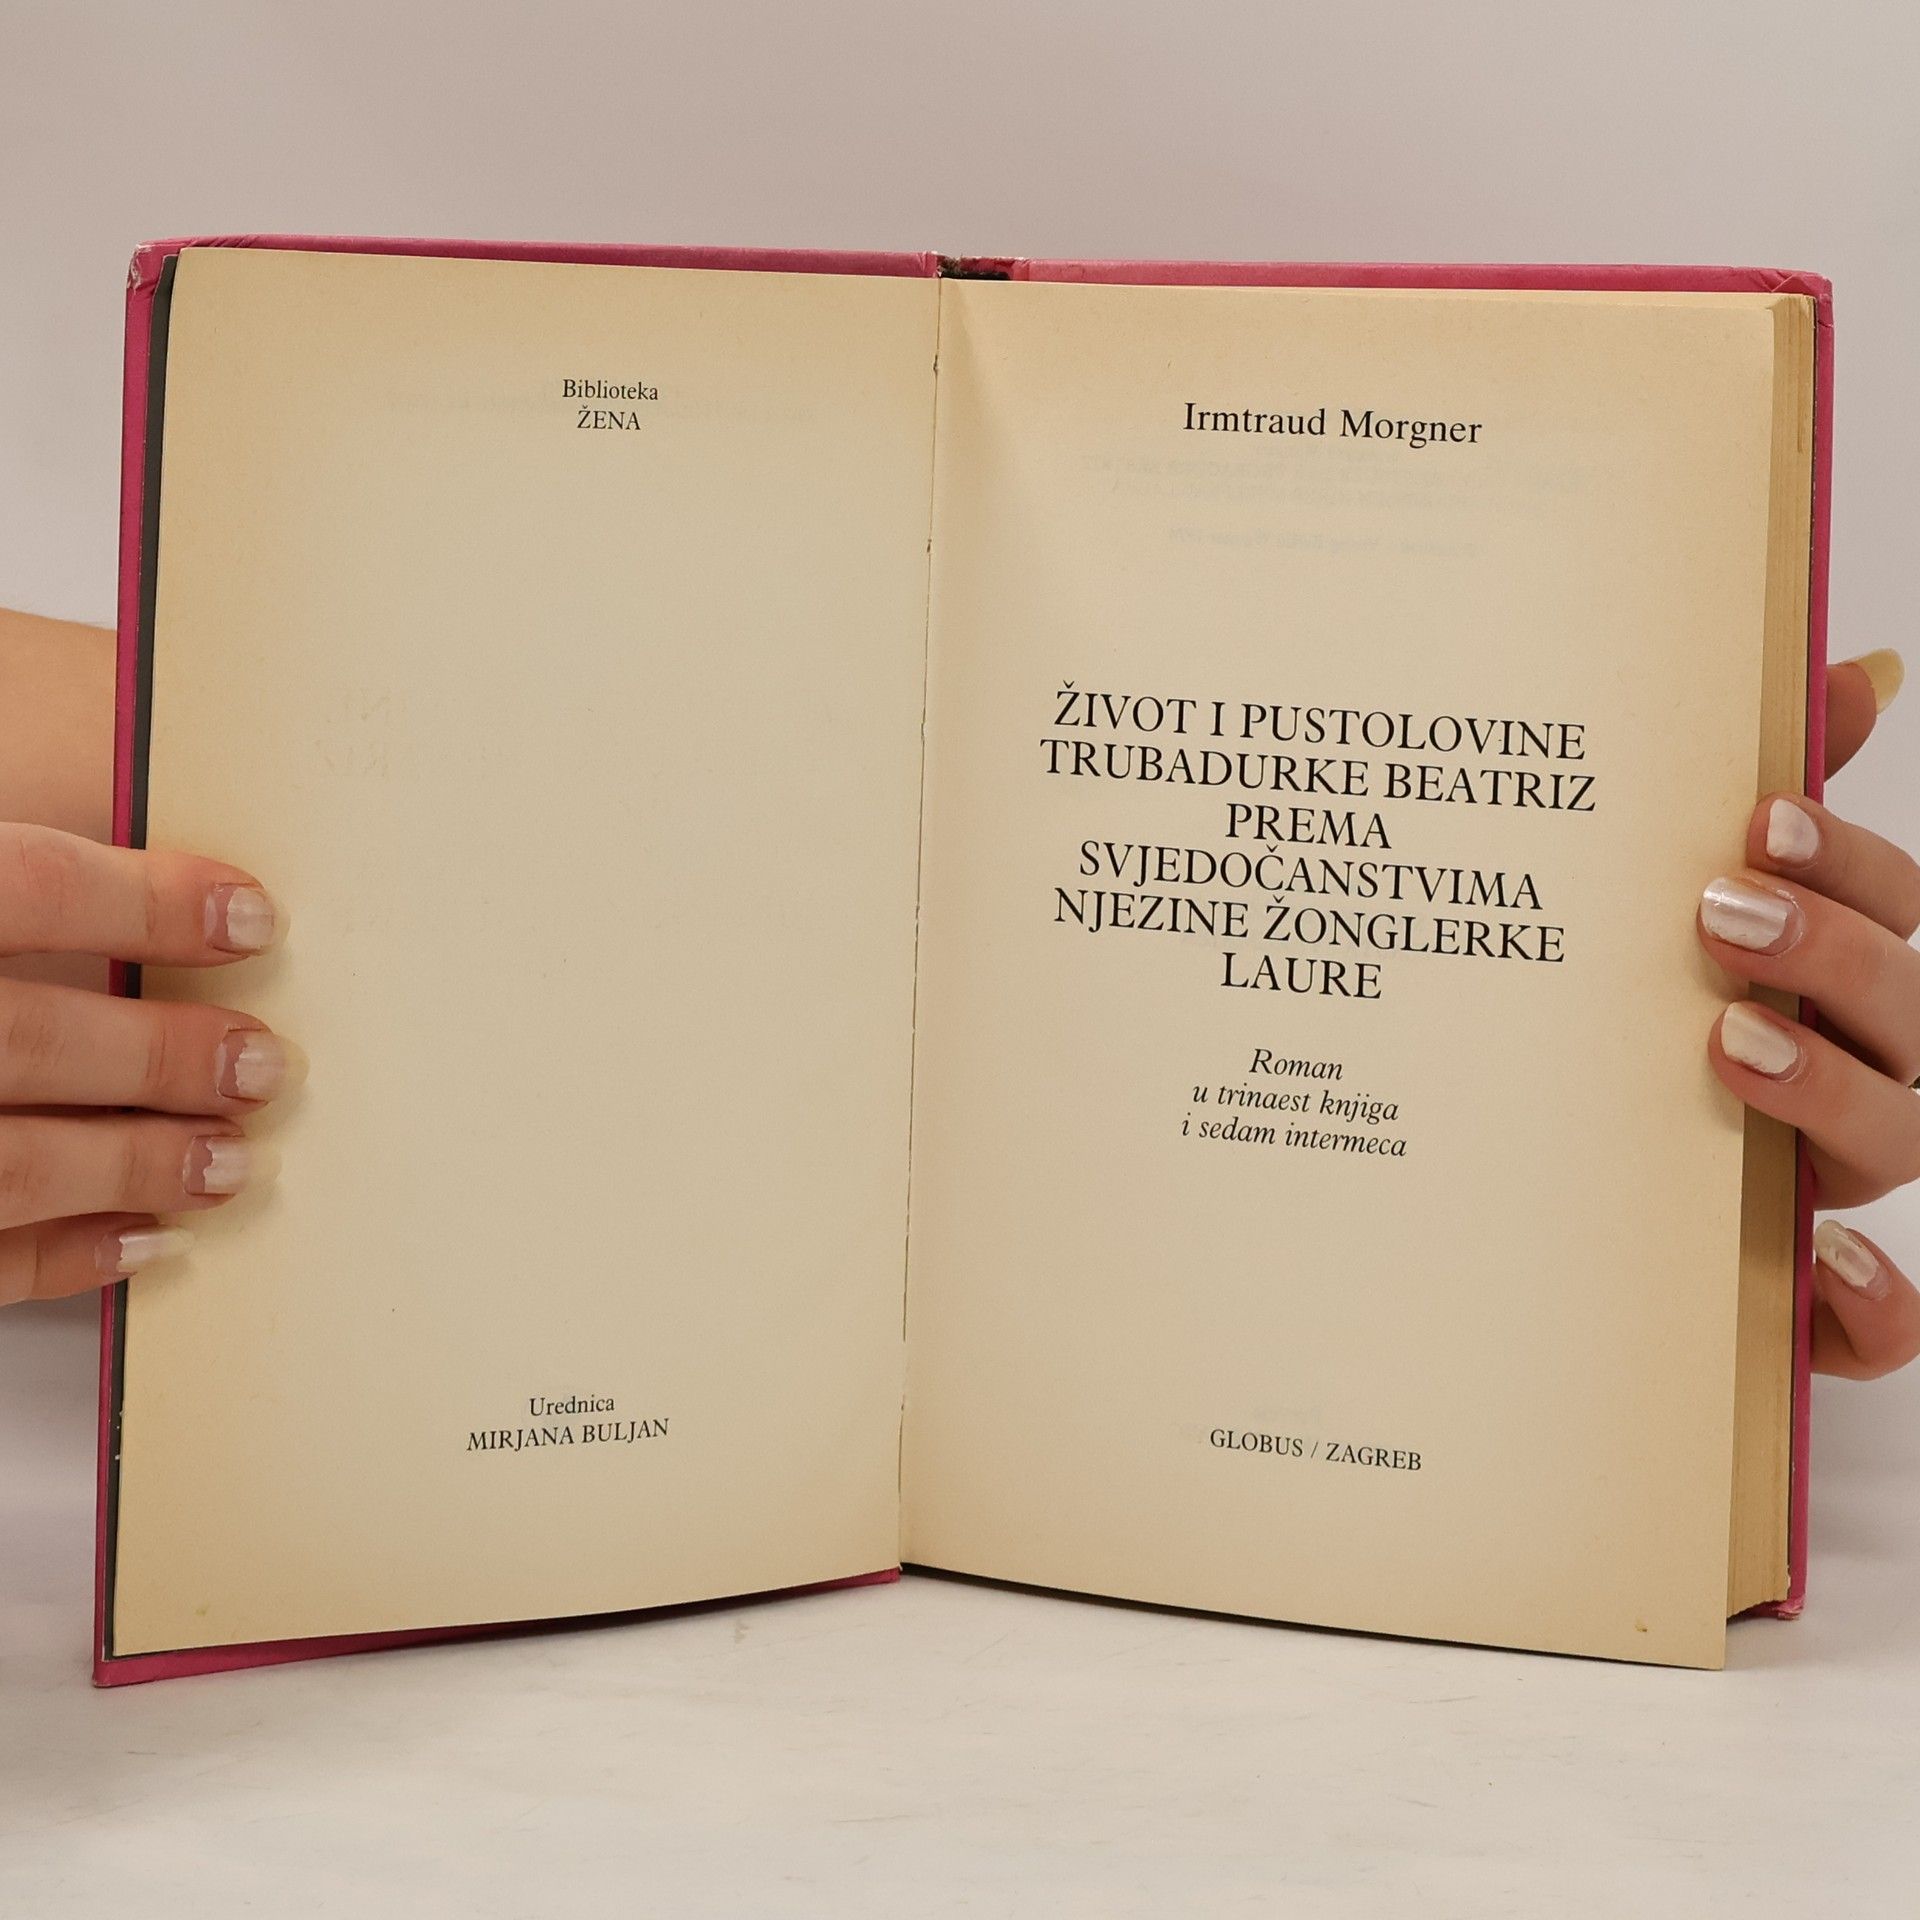 Biblioteka
ŽENA
Urednica
MIRJANA BULJAN
Irmtraud Morgner
ŽIVOT I PUSTOLOVINE
TRUBADURKE BEATRIZ
PREMA
SVJEDOČANSTVIMA
NJEZINE ŽONGLERKE
LAURE
Roman
u trinaest knjiga
i sedam intermeca
GLOBUS / ZAGREB